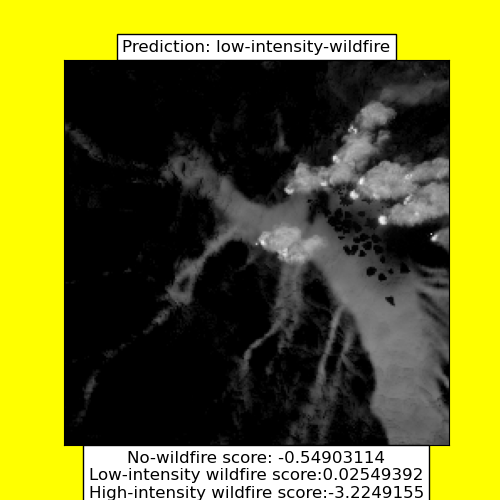 Prediction: low-intensity-wildfire
No-wildfire score: -0.54903114
Low-intensity wildfire score:0.02549392
High-intensity wildfire score:-3.2249155